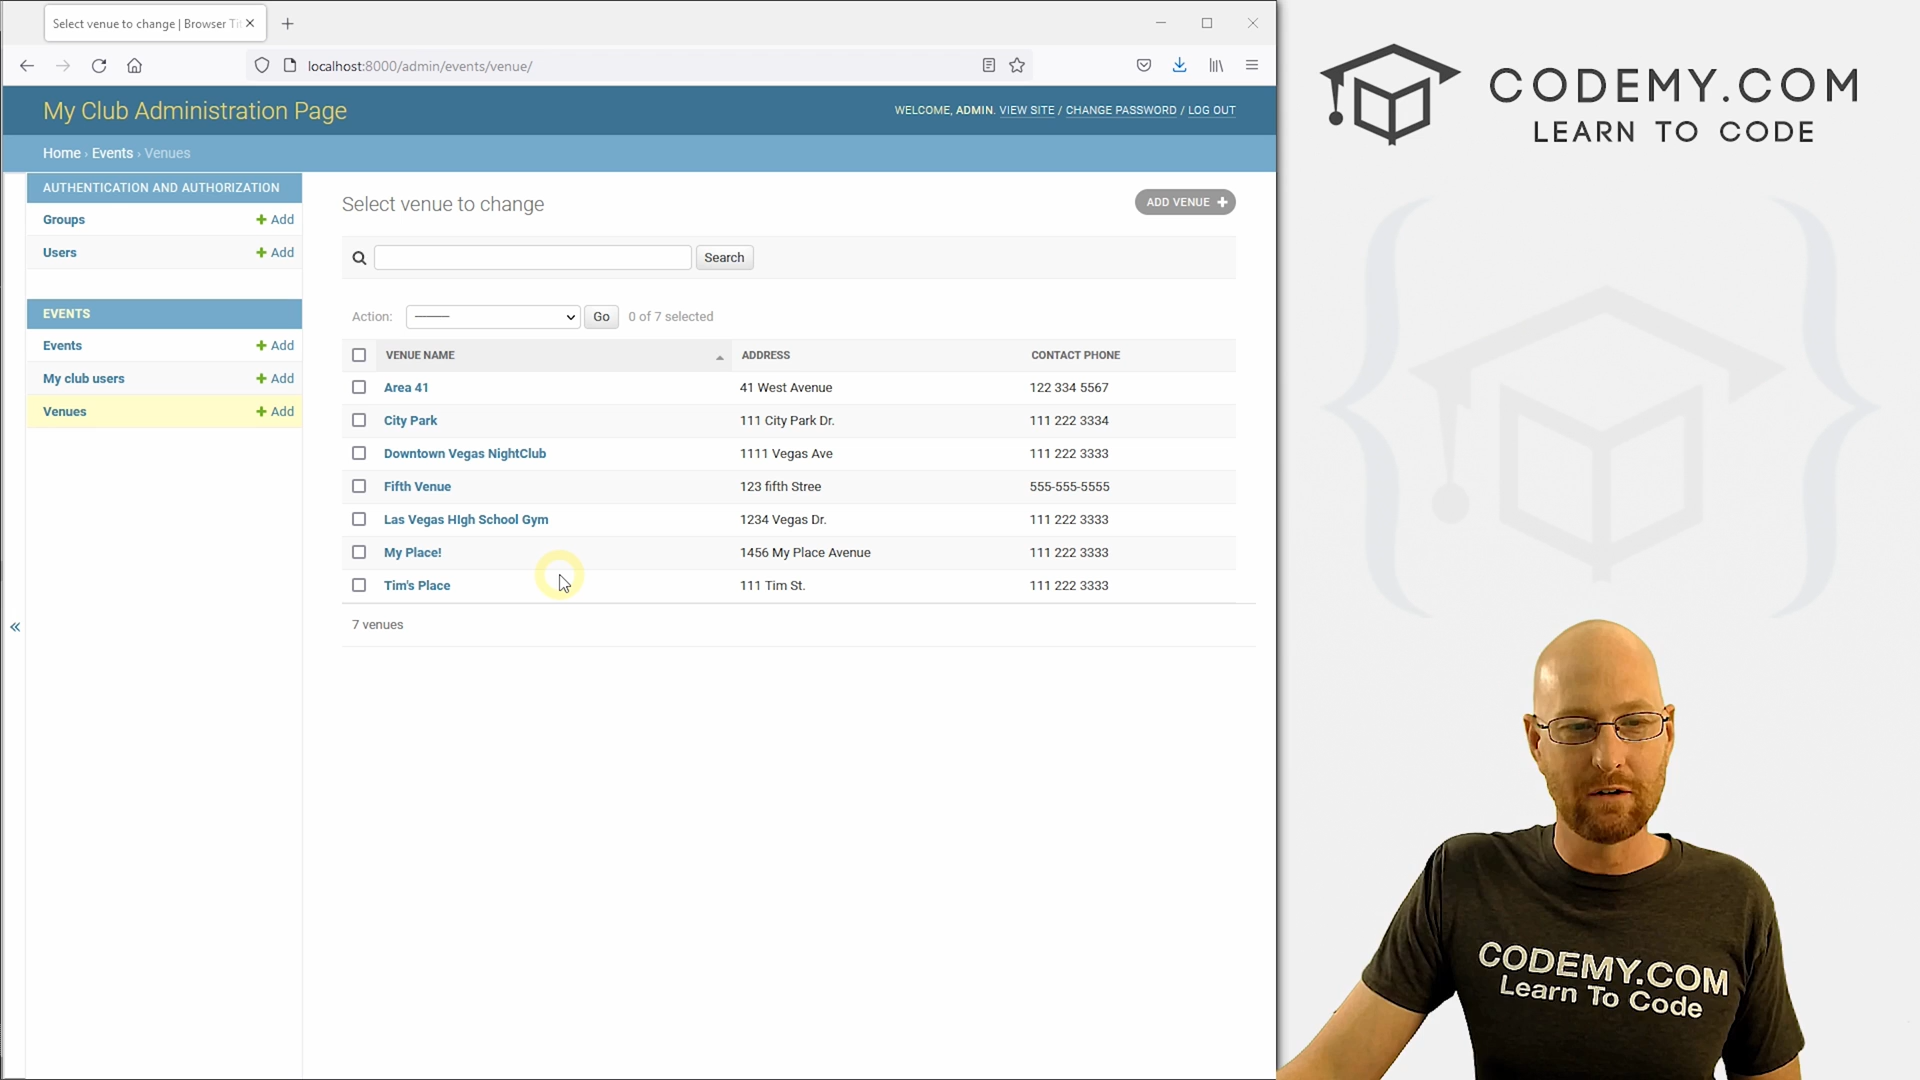 Select venue to change | Browser Ti
localhost:8000/admin/events/venue/
My Club Administration Page
WELCOME, ADMIN. VIEW SITE / CHANGE PASSWORD / LOG OUT
Home › Events › Venues
AUTHENTICATION AND AUTHORIZATION
Groups + Add
Users + Add
EVENTS
Events + Add
My club users + Add
Venues + Add
«
Select venue to change
ADD VENUE +
Search
Action: --------- Go 0 of 7 selected
VENUE NAME ADDRESS CONTACT PHONE
Area 41 41 West Avenue 122 334 5567
City Park 111 City Park Dr. 111 222 3334
Downtown Vegas NightClub 1111 Vegas Ave 111 222 3333
Fifth Venue 123 fifth Stree 555-555-5555
Las Vegas HIgh School Gym 1234 Vegas Dr. 111 222 3333
My Place! 1456 My Place Avenue 111 222 3333
Tim's Place 111 Tim St. 111 222 3333
7 venues
CODEMY.COM
LEARN TO CODE
CODEMY.COM
Learn To Code